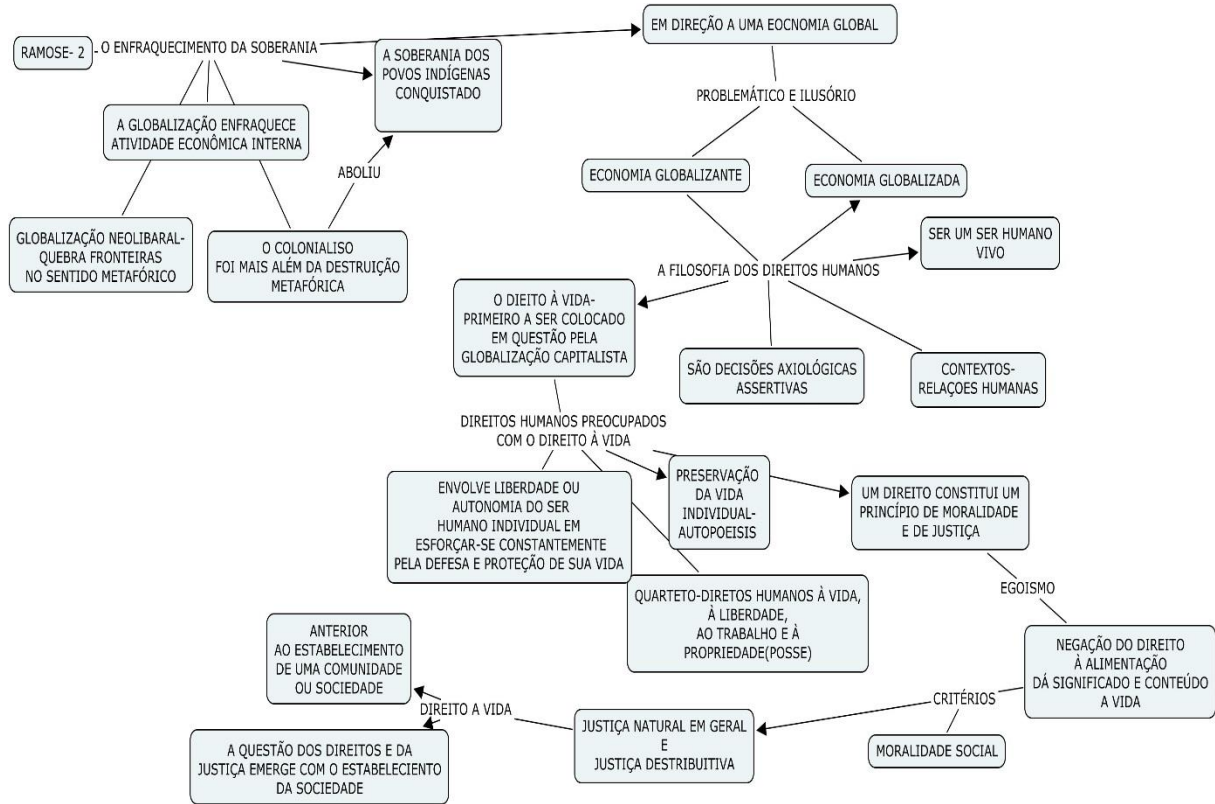 RAMOSE- 2
O ENFRAQUECIMENTO DA SOBERANIA
EM DIREÇÃO A UMA EOCNOMIA GLOBAL
A SOBERANIA DOS
POVOS INDÍGENAS
CONQUISTADO
PROBLEMÁTICO E ILUSÓRIO
A GLOBALIZAÇÃO ENFRAQUECE
ATIVIDADE ECONÔMICA INTERNA
ABOLIU
ECONOMIA GLOBALIZANTE
ECONOMIA GLOBALIZADA
GLOBALIZAÇÃO NEOLIBARAL-
QUEBRA FRONTEIRAS
NO SENTIDO METAFÓRICO
O COLONIALISO
FOI MAIS ALÉM DA DESTRUIÇÃO
METAFÓRICA
SER UM SER HUMANO
VIVO
A FILOSOFIA DOS DIREITOS HUMANOS
O DIEITO À VIDA-
PRIMEIRO A SER COLOCADO
EM QUESTÃO PELA
GLOBALIZAÇÃO CAPITALISTA
SÃO DECISÕES AXIOLÓGICAS
ASSERTIVAS
CONTEXTOS-
RELAÇOES HUMANAS
DIREITOS HUMANOS PREOCUPADOS
COM O DIREITO À VIDA
ENVOLVE LIBERDADE OU
AUTONOMIA DO SER
HUMANO INDIVIDUAL EM
ESFORÇAR-SE CONSTANTEMENTE
PELA DEFESA E PROTEÇÃO DE SUA VIDA
PRESERVAÇÃO
DA VIDA
INDIVIDUAL-
AUTOPOEISIS
UM DIREITO CONSTITUI UM
PRINCÍPIO DE MORALIDADE
E DE JUSTIÇA
QUARTETO-DIRETOS HUMANOS À VIDA,
À LIBERDADE,
AO TRABALHO E À
PROPRIEDADE(POSSE)
EGOISMO
ANTERIOR
AO ESTABELECIMENTO
DE UMA COMUNIDADE
OU SOCIEDADE
NEGAÇÃO DO DIREITO
À ALIMENTAÇÃO
DÁ SIGNIFICADO E CONTEÚDO
A VIDA
CRITÉRIOS
DIREITO A VIDA
JUSTIÇA NATURAL EM GERAL
E
JUSTIÇA DESTRIBUITIVA
MORALIDADE SOCIAL
A QUESTÃO DOS DIREITOS E DA
JUSTIÇA EMERGE COM O ESTABELECIENTO
DA SOCIEDADE